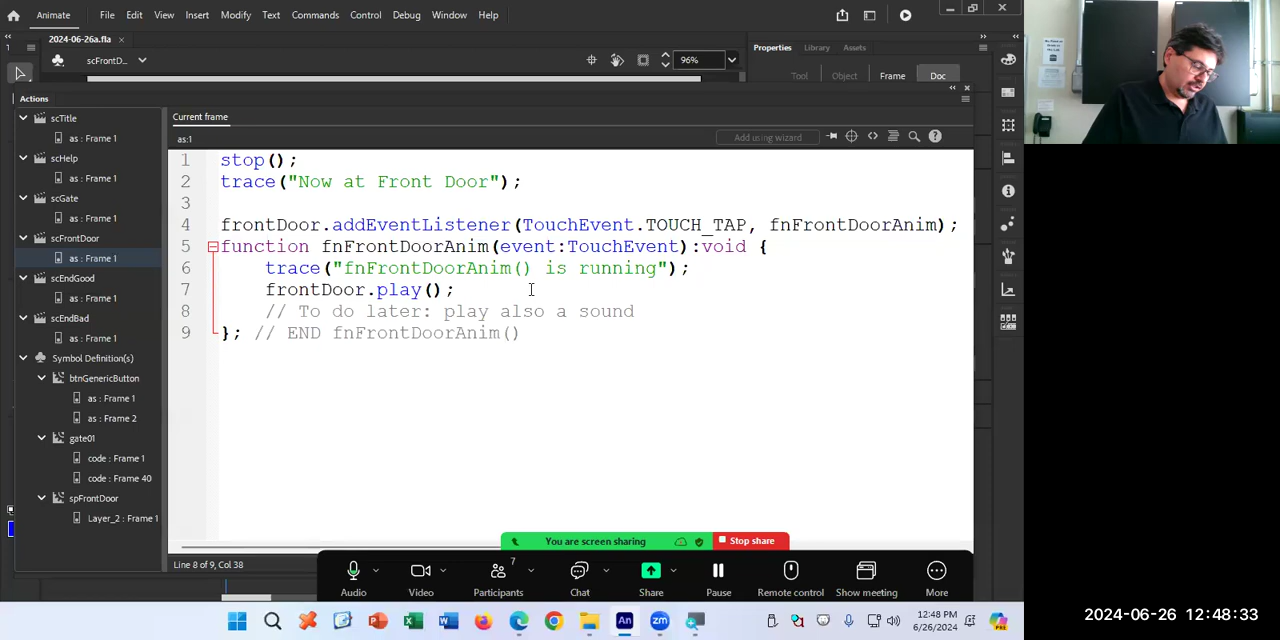 Animate File Edit View Insert Modify Text Commands Control Debug Window Help
2024-06-26a.fla
scFrontD... 96%
Properties Library Assets
Tool Object Frame Doc
1
Actions
scTitle
as: Frame 1
scHelp
as : Frame 1
scGate
as : Frame 1
scFrontDoor
as : Frame 1
scEndGood
as : Frame 1
scEndBad
as : Frame 1
Symbol Definition(s)
btnGenericButton
as : Frame 1
as : Frame 2
gate01
code: Frame 1
code: Frame 40
spFrontDoor
Layer_2 : Frame 1
Current frame
as:1 Add using wizard
1 stop();
2 trace("Now at Front Door");
3
4 frontDoor.addEventListener(TouchEvent.TOUCH_TAP, fnFrontDoorAnim);
5 function fnFrontDoorAnim(event:TouchEvent):void {
6 trace("fnFrontDoorAnim() is running");
7 frontDoor.play();
8 // To do later: play also a sound
9 }; // END fnFrontDoorAnim()
Line 8 of 9, Col 38
You are screen sharing Stop share
7
Audio Video Participants Chat Share Pause Remote control Show meeting More
12:48 PM
6/26/2024
2024-06-26 12:48:33